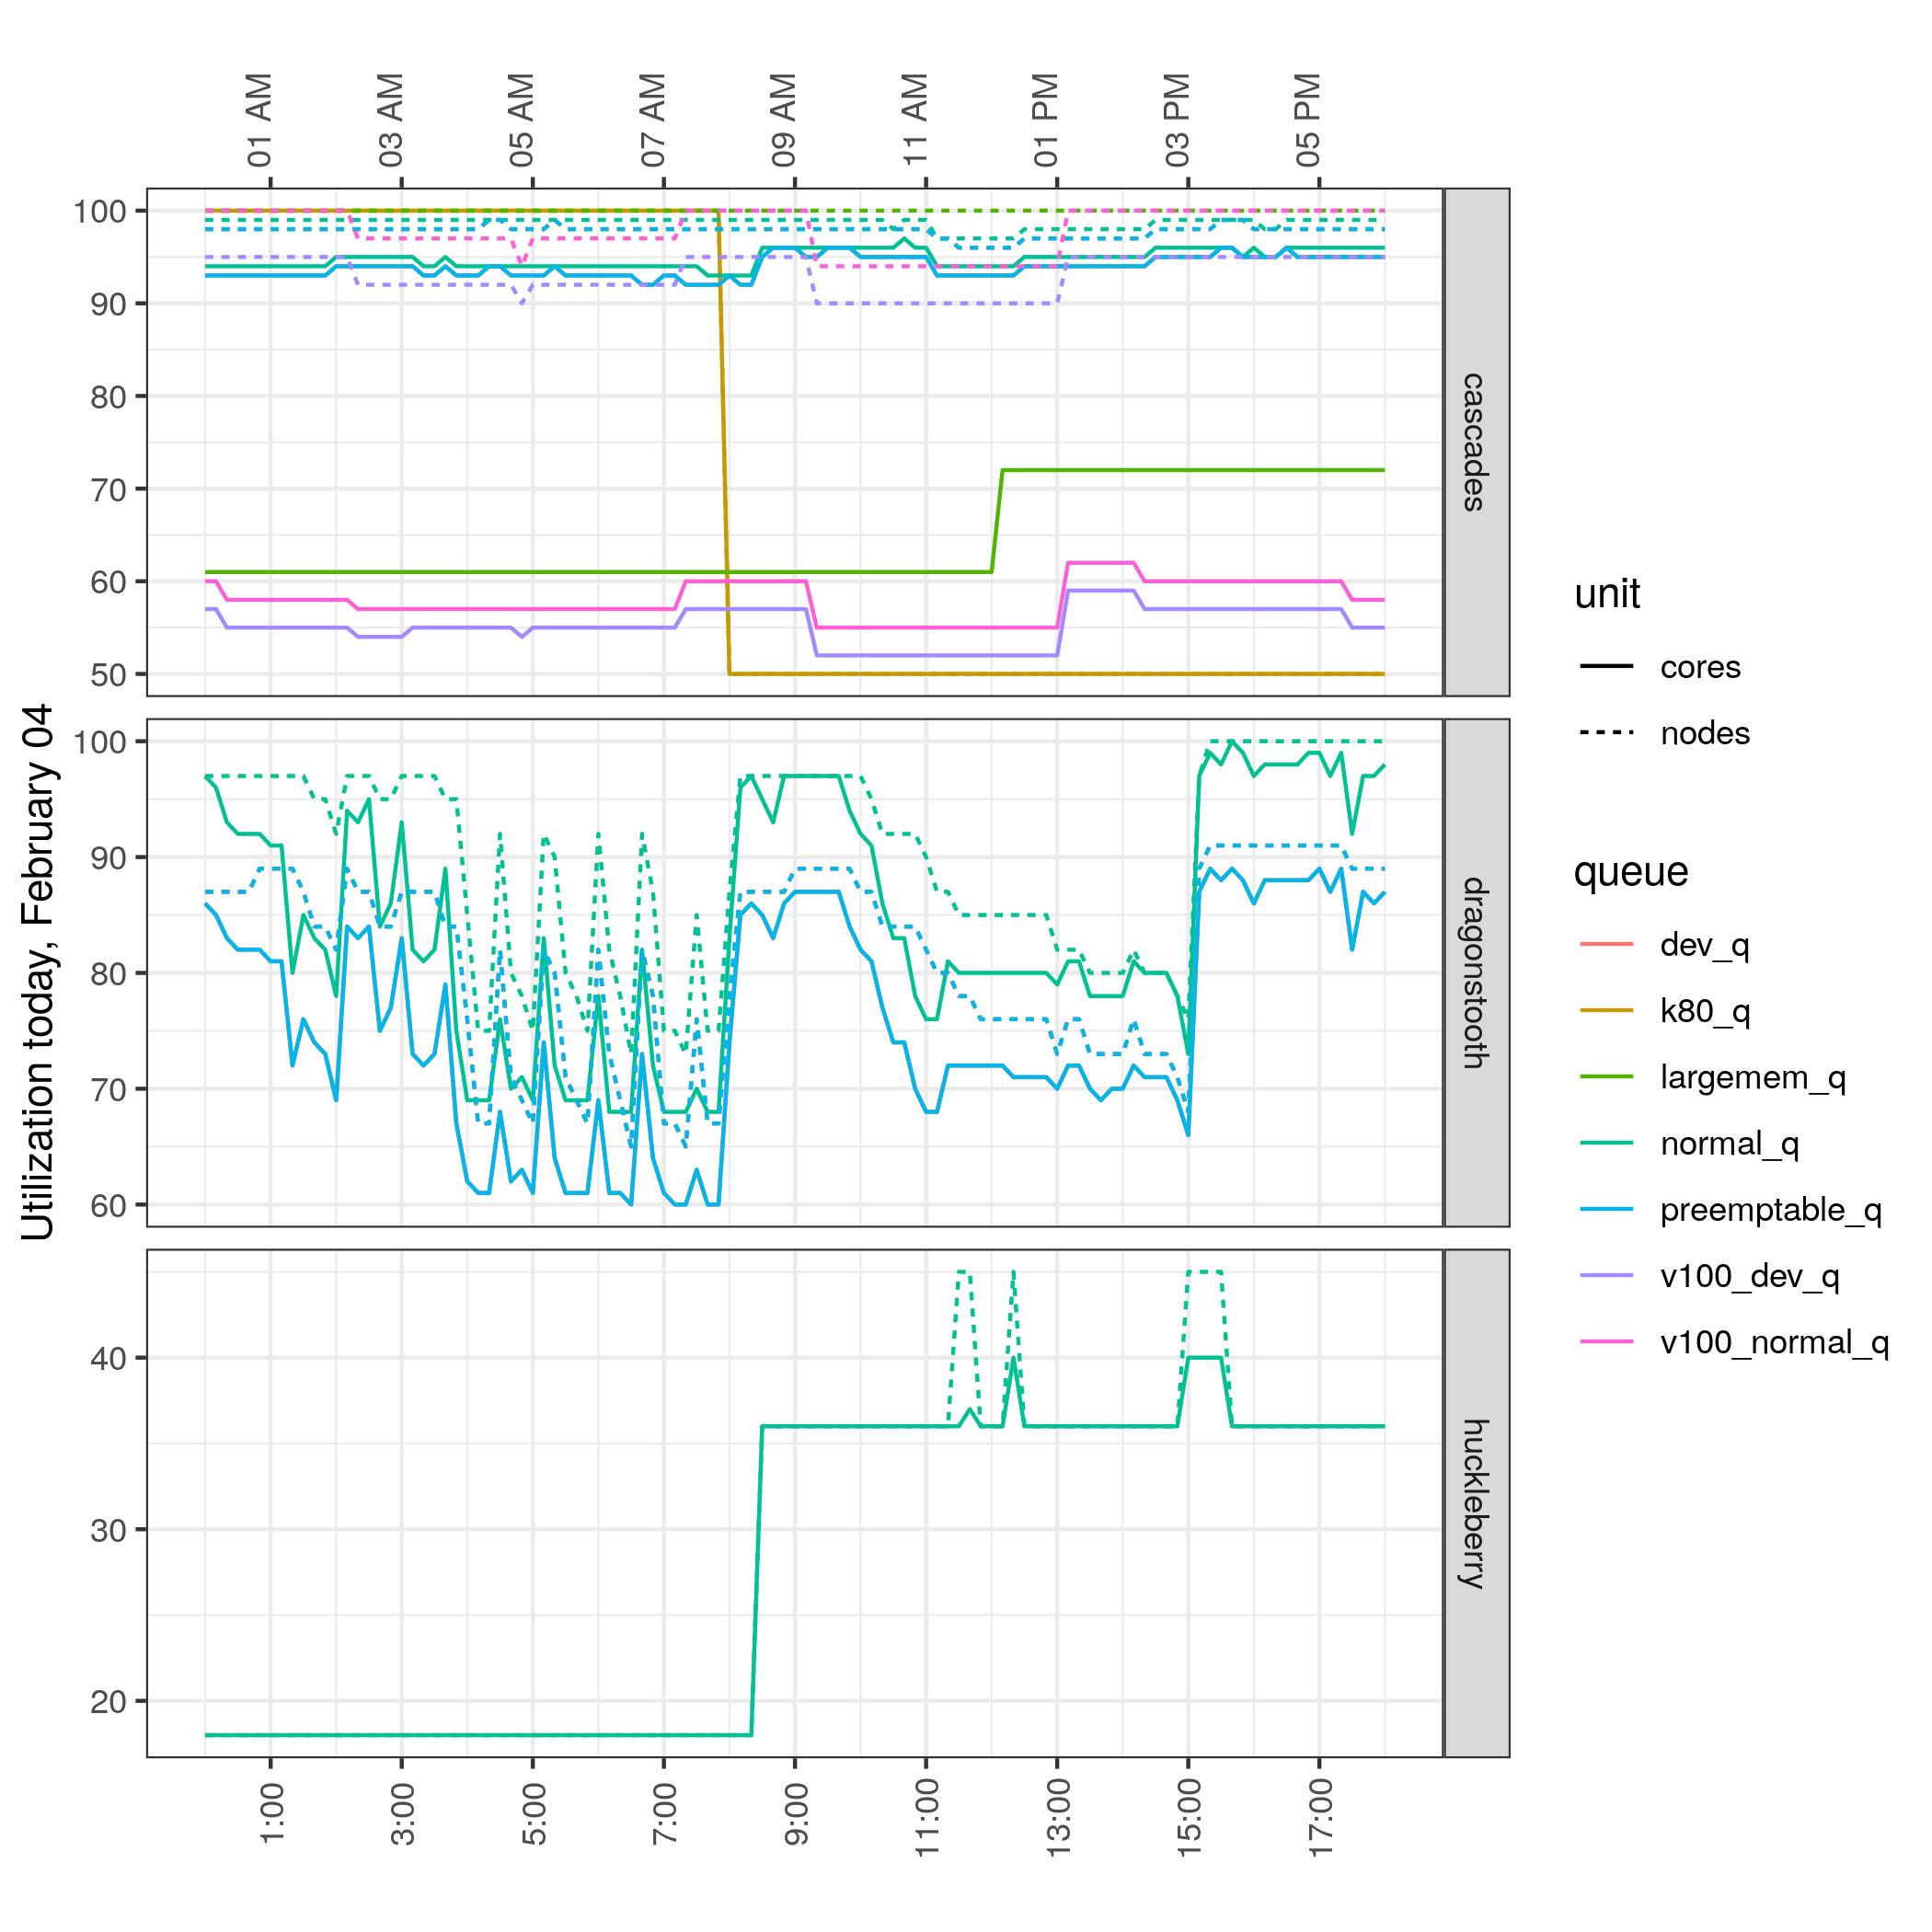 01 AM
03 AM
05 AM
07 AM
09 AM
11 AM
01 PM
03 PM
05 PM
Utilization today, February 04
100
90
80
70
60
50
cascades
100
90
80
70
60
dragonstooth
40
30
20
huckleberry
1:00
3:00
5:00
7:00
9:00
11:00
13:00
15:00
17:00
unit
cores
nodes
queue
dev_q
k80_q
largemem_q
normal_q
preemptable_q
v100_dev_q
v100_normal_q